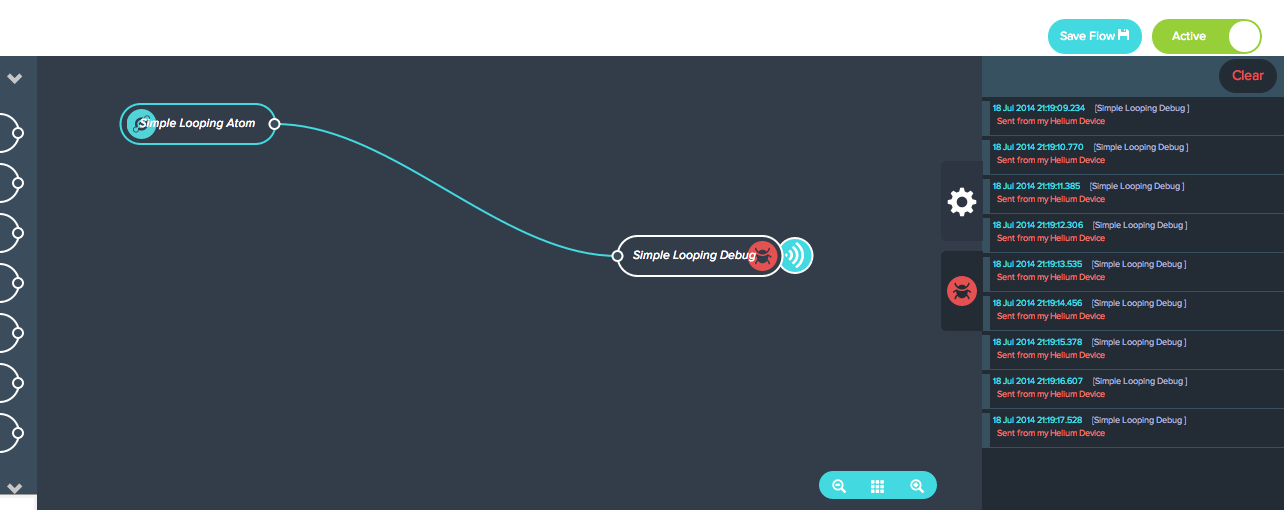 Save Flow
Active
Clear
Simple Looping Atom
Simple Looping Debug
18 Jul 2014 21:19:09.234 [Simple Looping Debug ]
Sent from my Helium Device
18 Jul 2014 21:19:10.770 [Simple Looping Debug ]
Sent from my Helium Device
18 Jul 2014 21:19:11.385 [Simple Looping Debug ]
Sent from my Helium Device
18 Jul 2014 21:19:12.306 [Simple Looping Debug ]
Sent from my Helium Device
18 Jul 2014 21:19:13.535 [Simple Looping Debug ]
Sent from my Helium Device
18 Jul 2014 21:19:14.456 [Simple Looping Debug ]
Sent from my Helium Device
18 Jul 2014 21:19:15.378 [Simple Looping Debug ]
Sent from my Helium Device
18 Jul 2014 21:19:16.607 [Simple Looping Debug ]
Sent from my Helium Device
18 Jul 2014 21:19:17.528 [Simple Looping Debug ]
Sent from my Helium Device